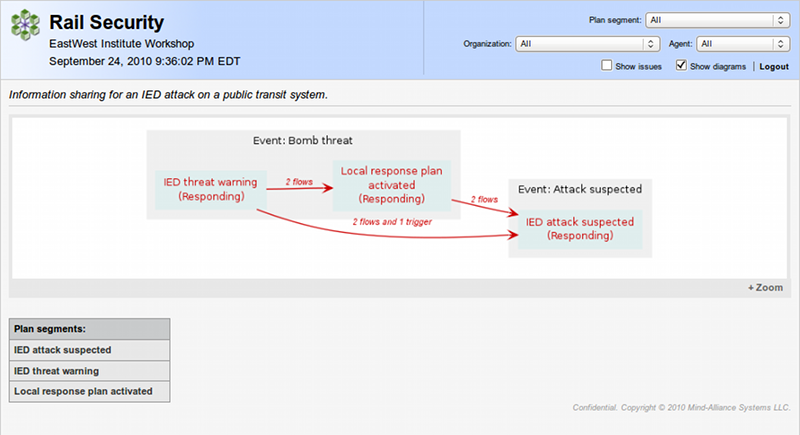 Rail Security
EastWest Institute Workshop
September 24, 2010 9:36:02 PM EDT
Plan segment: All
Organization: All Agent: All
Show issues Show diagrams | Logout
Information sharing for an IED attack on a public transit system.
Event: Bomb threat
IED threat warning
(Responding)
2 flows
Local response plan
activated
(Responding)
2 flows
2 flows and 1 trigger
Event: Attack suspected
IED attack suspected
(Responding)
+ Zoom
Plan segments:
IED attack suspected
IED threat warning
Local response plan activated
Confidential. Copyright © 2010 Mind-Alliance Systems LLC.